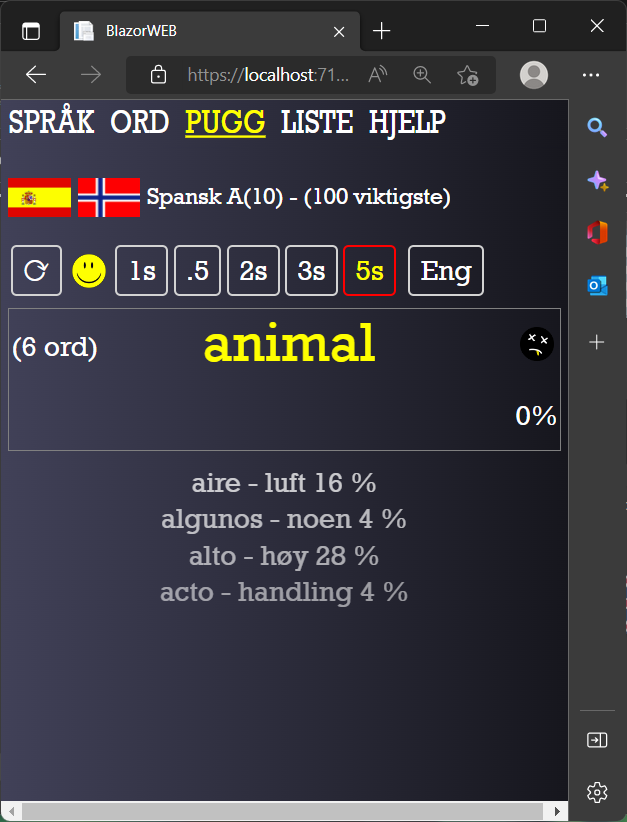 BlazorWEB
https://localhost:71...
SPRÅK ORD PUGG LISTE HJELP
Spansk A(10) - (100 viktigste)
1s .5 2s 3s 5s Eng
(6 ord) animal
0%
aire - luft 16 %
algunos - noen 4 %
alto - høy 28 %
acto - handling 4 %